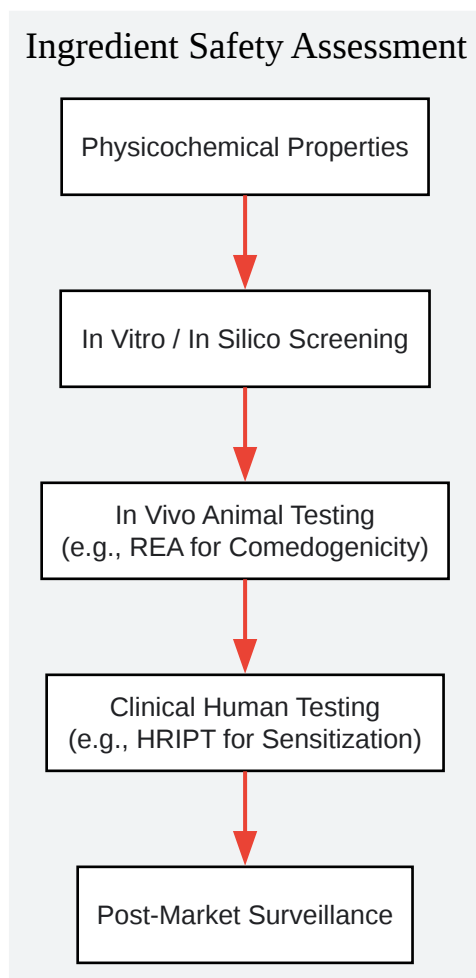 Ingredient Safety Assessment
Physicochemical Properties
In Vitro / In Silico Screening
In Vivo Animal Testing
(e.g., REA for Comedogenicity)
Clinical Human Testing
(e.g., HRIPT for Sensitization)
Post-Market Surveillance